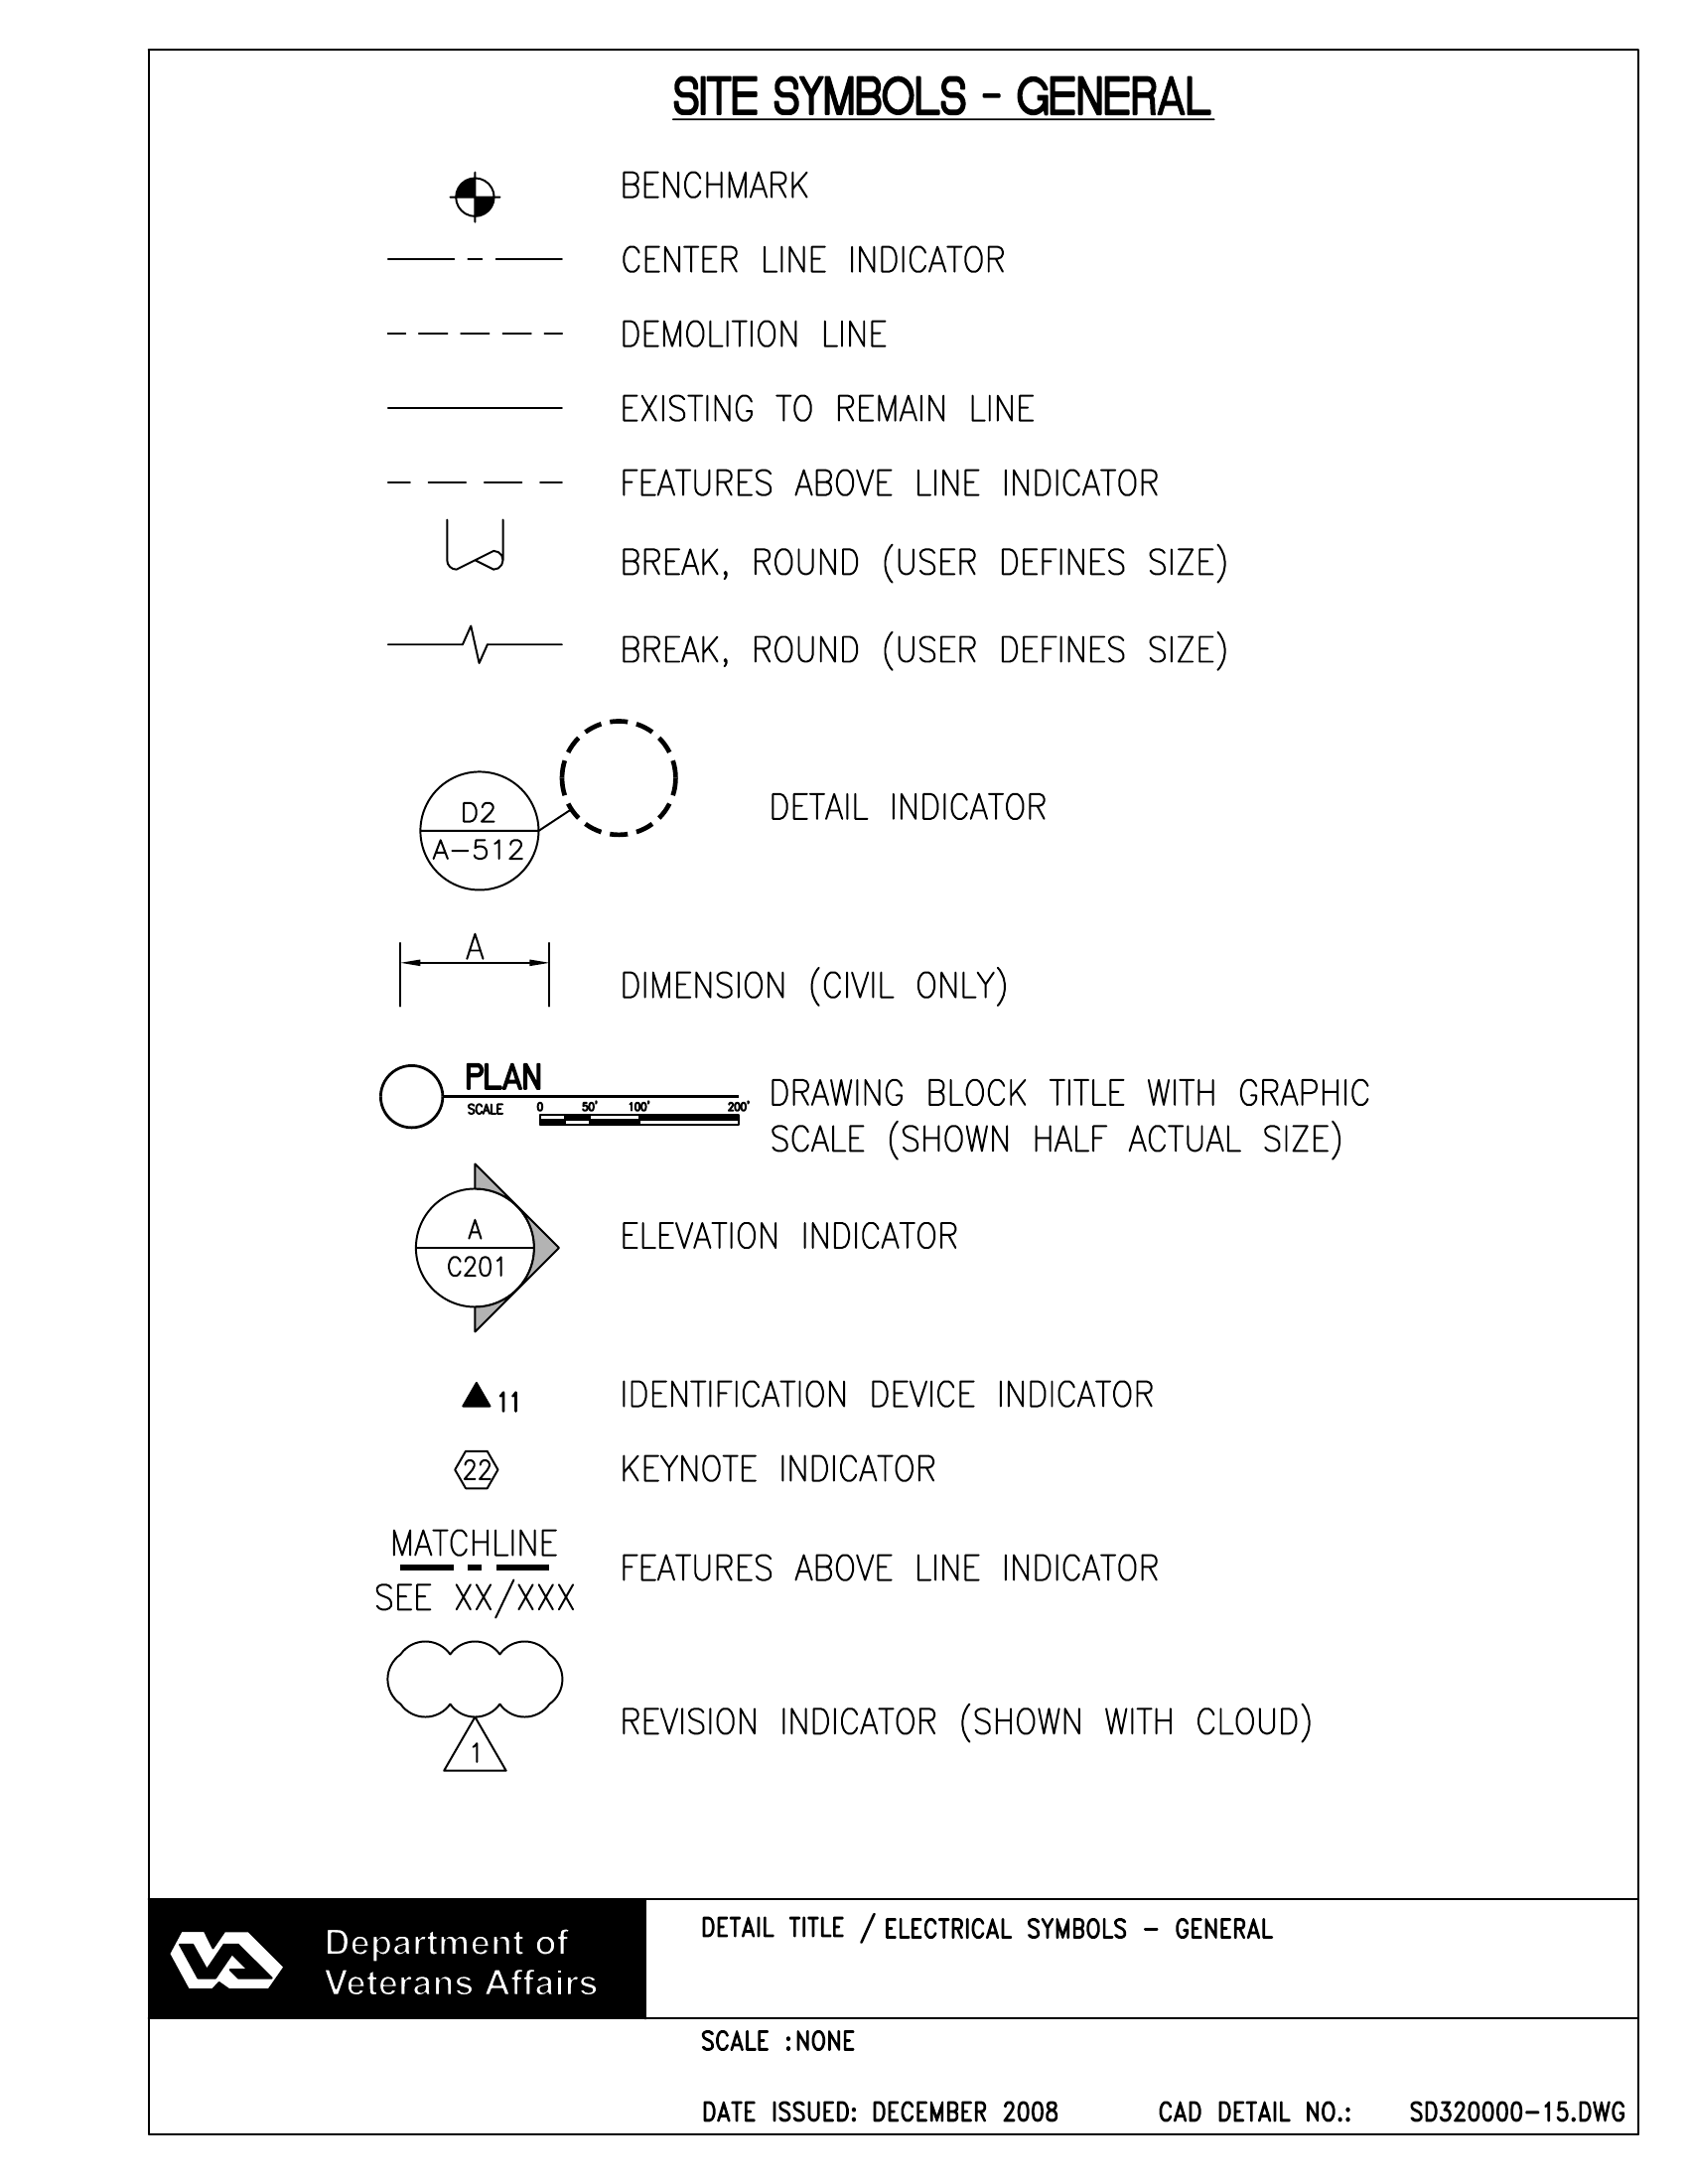 SITE SYMBOLS - GENERAL
BENCHMARK
CENTER LINE INDICATOR
DEMOLITION LINE
EXISTING TO REMAIN LINE
FEATURES ABOVE LINE INDICATOR
BREAK, ROUND (USER DEFINES SIZE)
BREAK, ROUND (USER DEFINES SIZE)
D2
A-512
DETAIL INDICATOR
A
DIMENSION (CIVIL ONLY)
PLAN
SCALE 0 50' 100' 200'
DRAWING BLOCK TITLE WITH GRAPHIC
SCALE (SHOWN HALF ACTUAL SIZE)
A
C201
ELEVATION INDICATOR
11 IDENTIFICATION DEVICE INDICATOR
22 KEYNOTE INDICATOR
MATCHLINE
SEE XX/XXX
FEATURES ABOVE LINE INDICATOR
1
REVISION INDICATOR (SHOWN WITH CLOUD)
VA
Department of
Veterans Affairs
DETAIL TITLE / ELECTRICAL SYMBOLS - GENERAL
SCALE :NONE
DATE ISSUED: DECEMBER 2008 CAD DETAIL NO.: SD320000-15.DWG